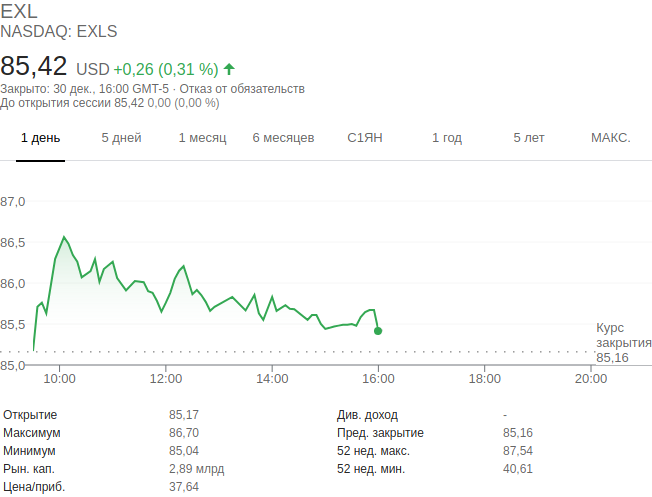 EXL
NASDAQ: EXLS
85,42 USD +0,26 (0,31 %)
Закрыто: 30 дек., 16:00 GMT-5 · Отказ от обязательств
До открытия сессии 85,42 0,00 (0,00 %)
1 день 5 дней 1 месяц 6 месяцев С1ЯН 1 год 5 лет МАКС.
87,0
86,5
86,0
85,5
85,0
Курс
закрытия
85,16
10:00 12:00 14:00 16:00 18:00 20:00
Открытие 85,17 Див. доход -
Максимум 86,70 Пред. закрытие 85,16
Минимум 85,04 52 нед. макс. 87,54
Рын. кап. 2,89 млрд 52 нед. мин. 40,61
Цена/приб. 37,64